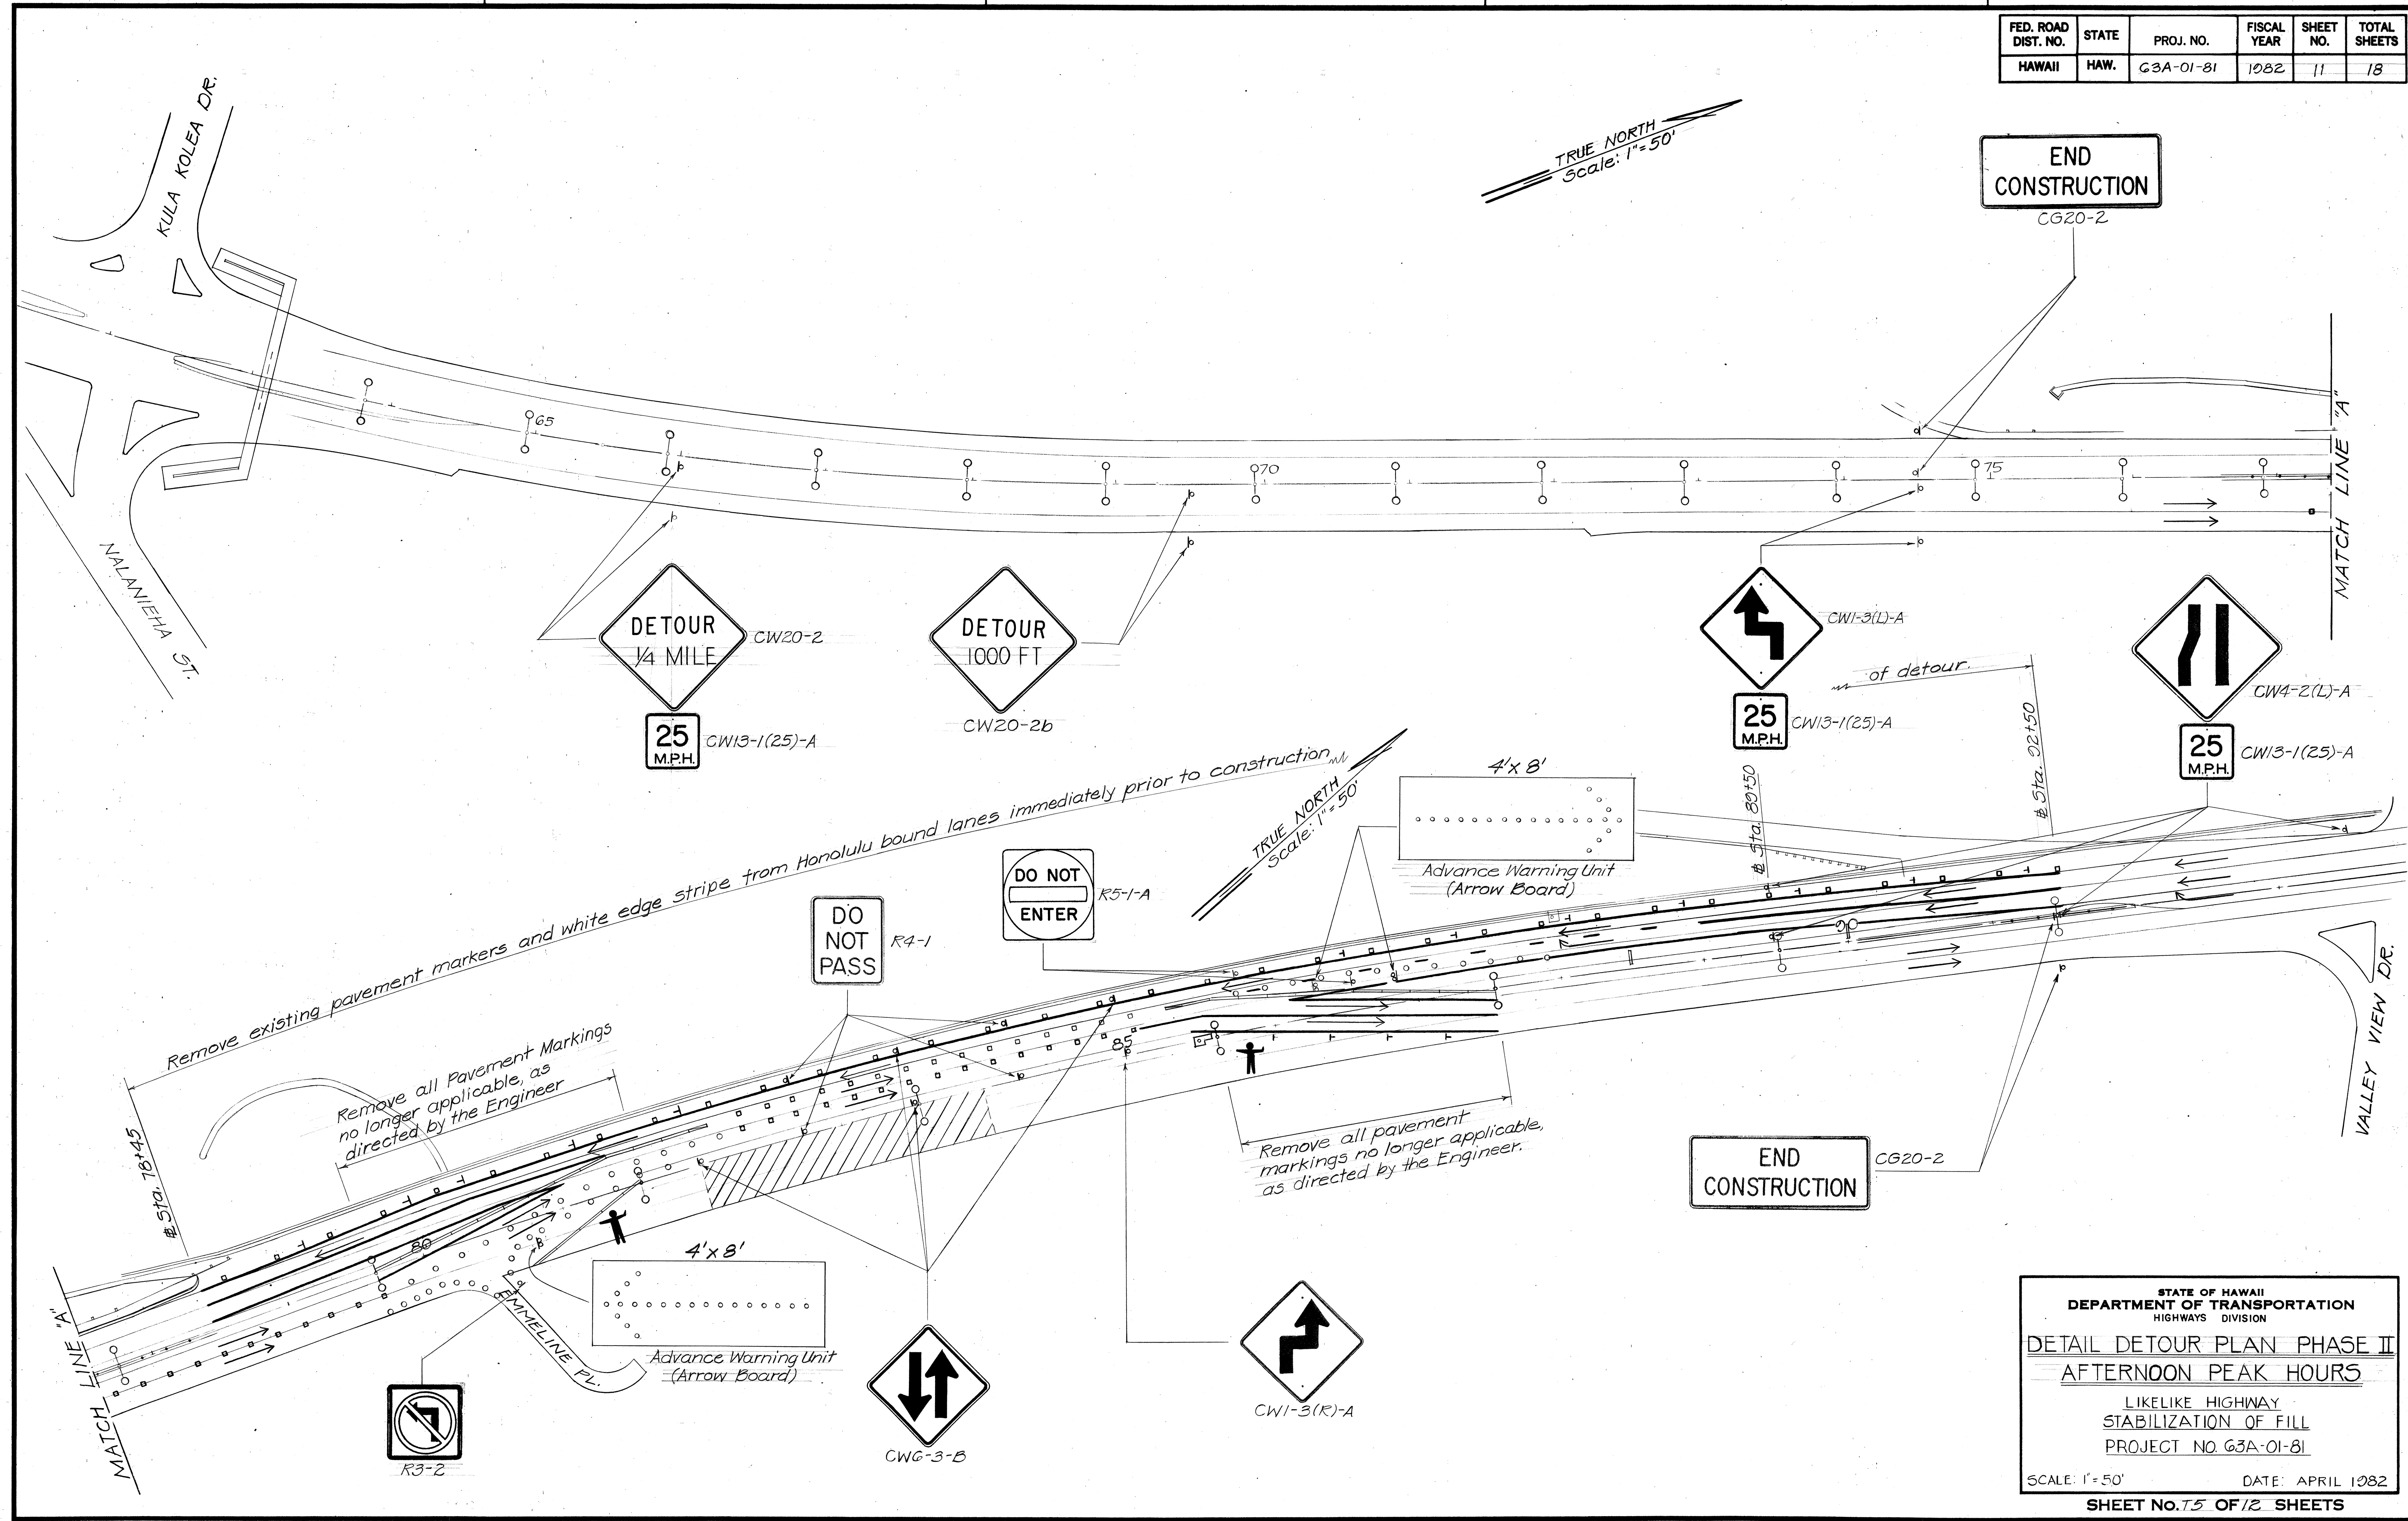 FED. ROAD DIST. NO. STATE PROJ. NO. FISCAL YEAR SHEET NO. TOTAL SHEETS
HAWAII HAW. 63A-01-81 1982 11 18
KULA KOLEA DR.
TRUE NORTH
Scale: 1"=50'
END
CONSTRUCTION
CG20-2
65
70
75
MATCH LINE "A"
NALANIEHA ST.
DETOUR
1/4 MILE
CW20-2
25
M.P.H.
CW13-1(25)-A
DETOUR
1000 FT
CW20-2b
CW1-3(L)-A
25
M.P.H.
CW13-1(25)-A
CW4-2(L)-A
25
M.P.H.
CW13-1(25)-A
Remove existing pavement markers and white edge stripe from Honolulu bound lanes immediately prior to construction
of detour.
TRUE NORTH
Scale: 1"=50'
4'x8'
Advance Warning Unit
(Arrow Board)
℄ Sta. 89+50
℄ Sta. 92+50
DO NOT
ENTER
R5-1-A
DO
NOT
PASS
R4-1
Remove all Pavement Markings
no longer applicable, as
directed by the Engineer
℄ Sta. 78+45
80
85
Remove all pavement
markings no longer applicable,
as directed by the Engineer.
END
CONSTRUCTION
CG20-2
VALLEY VIEW DR.
MATCH LINE "A"
EMMELINE PL.
4'x8'
Advance Warning Unit
(Arrow Board)
R3-2
CW6-3-B
CW1-3(R)-A
STATE OF HAWAII
DEPARTMENT OF TRANSPORTATION
HIGHWAYS DIVISION
DETAIL DETOUR PLAN PHASE II
AFTERNOON PEAK HOURS
LIKELIKE HIGHWAY
STABILIZATION OF FILL
PROJECT NO. 63A-01-81
SCALE: 1"=50' DATE: APRIL 1982
SHEET No. T5 OF 12 SHEETS